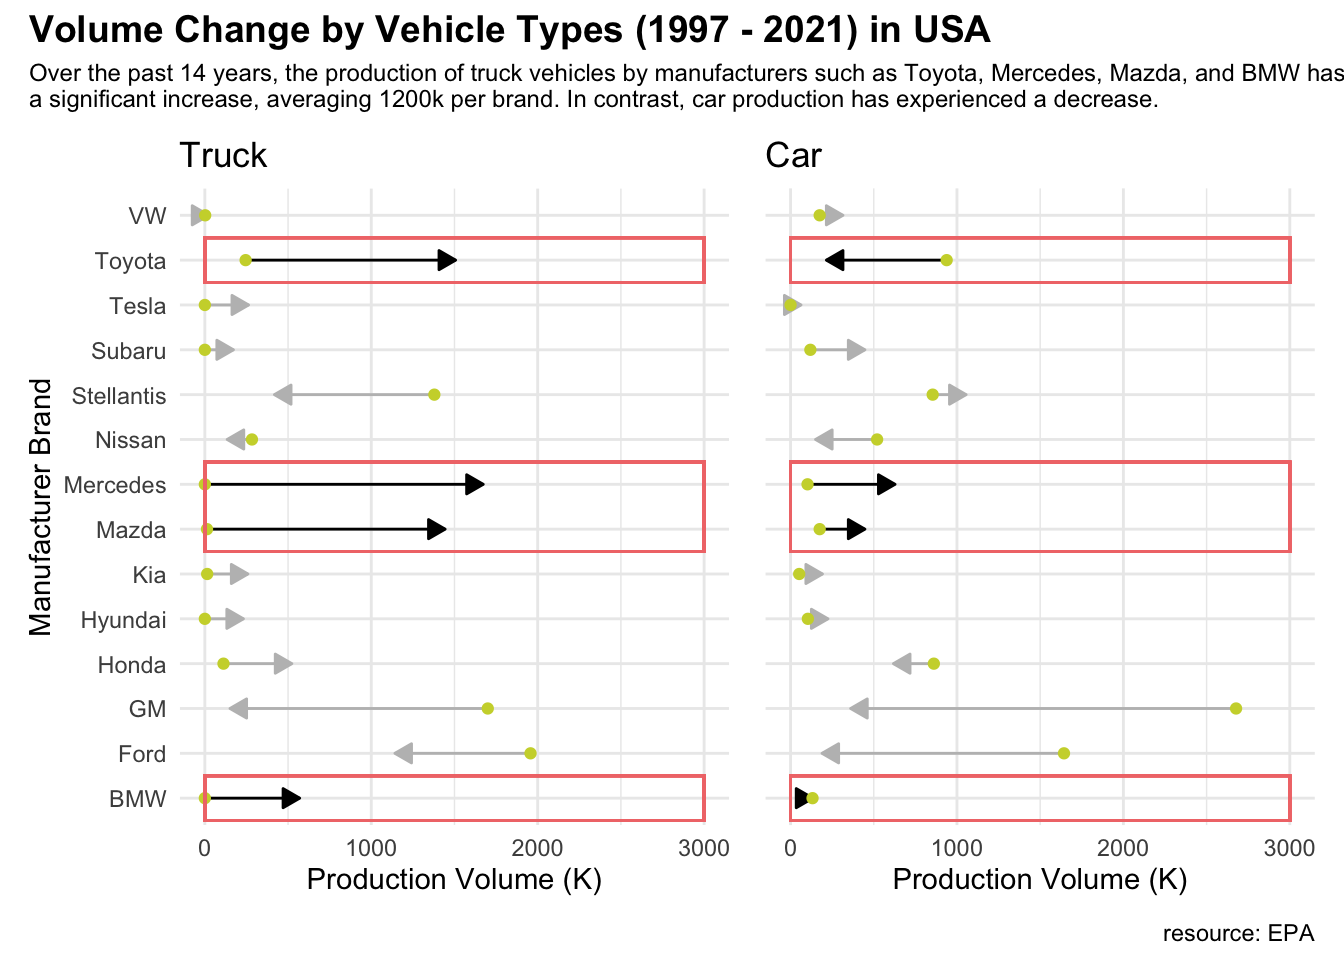 Volume Change by Vehicle Types (1997 - 2021) in USA
Over the past 14 years, the production of truck vehicles by manufacturers such as Toyota, Mercedes, Mazda, and BMW has
a significant increase, averaging 1200k per brand. In contrast, car production has experienced a decrease.
Truck
Car
Manufacturer Brand
VW
Toyota
Tesla
Subaru
Stellantis
Nissan
Mercedes
Mazda
Kia
Hyundai
Honda
GM
Ford
BMW
0 1000 2000 3000
0 1000 2000 3000
Production Volume (K)
Production Volume (K)
resource: EPA